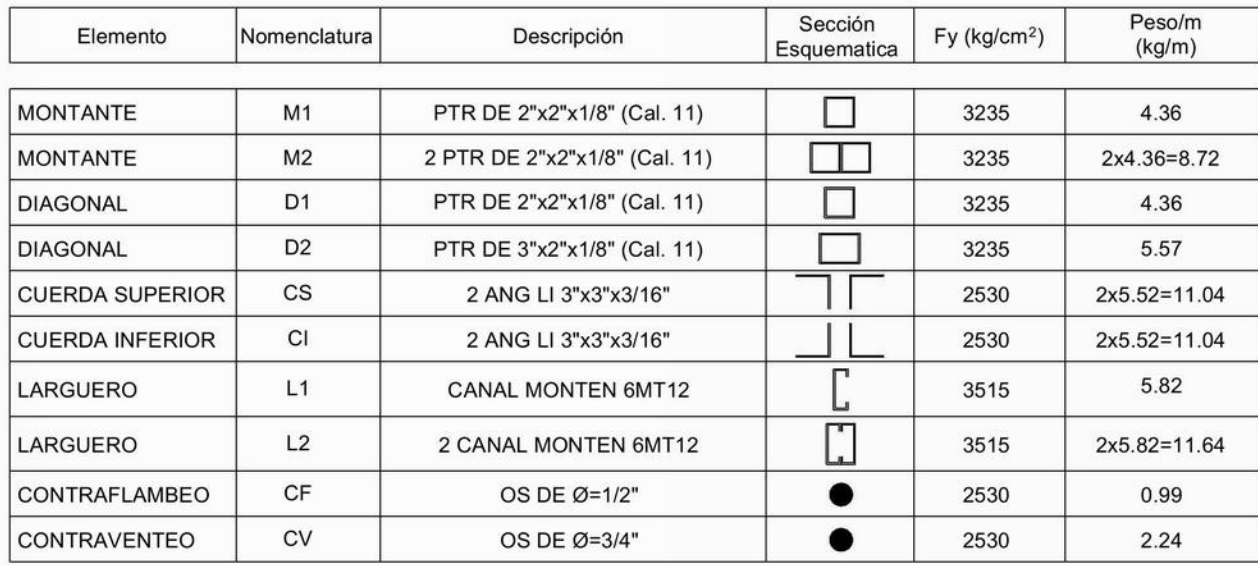 Elemento Nomenclatura Descripción Sección Esquematica Fy (kg/cm²) Peso/m (kg/m)
MONTANTE M1 PTR DE 2"x2"x1/8" (Cal. 11) 3235 4.36
MONTANTE M2 2 PTR DE 2"x2"x1/8" (Cal. 11) 3235 2x4.36=8.72
DIAGONAL D1 PTR DE 2"x2"x1/8" (Cal. 11) 3235 4.36
DIAGONAL D2 PTR DE 3"x2"x1/8" (Cal. 11) 3235 5.57
CUERDA SUPERIOR CS 2 ANG LI 3"x3"x3/16" 2530 2x5.52=11.04
CUERDA INFERIOR CI 2 ANG LI 3"x3"x3/16" 2530 2x5.52=11.04
LARGUERO L1 CANAL MONTEN 6MT12 3515 5.82
LARGUERO L2 2 CANAL MONTEN 6MT12 3515 2x5.82=11.64
CONTRAFLAMBEO CF OS DE Ø=1/2" 2530 0.99
CONTRAVENTEO CV OS DE Ø=3/4" 2530 2.24